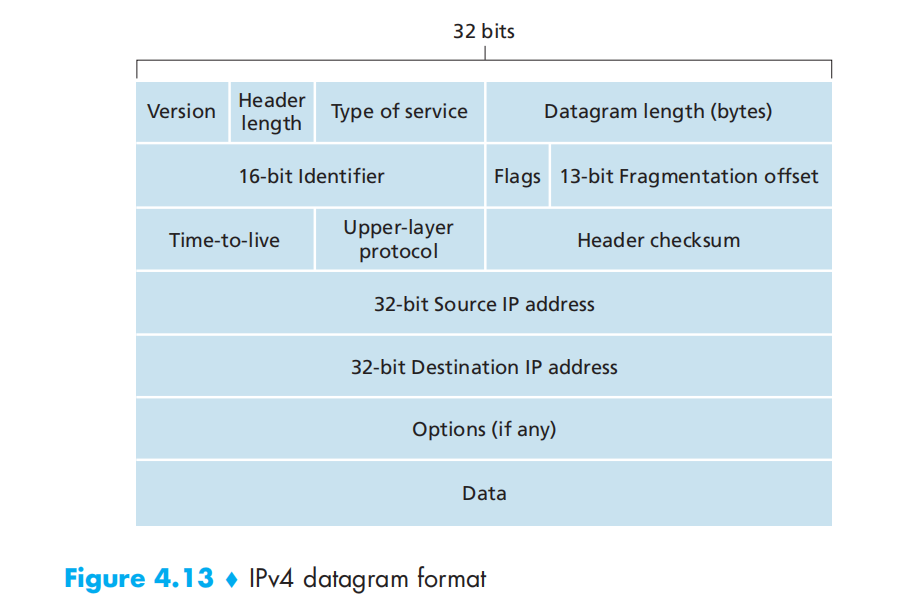 32 bits
Version
Header
length
Type of service
Datagram length (bytes)
16-bit Identifier
Flags
13-bit Fragmentation offset
Time-to-live
Upper-layer
protocol
Header checksum
32-bit Source IP address
32-bit Destination IP address
Options (if any)
Data
Figure 4.13 ♦ IPv4 datagram format